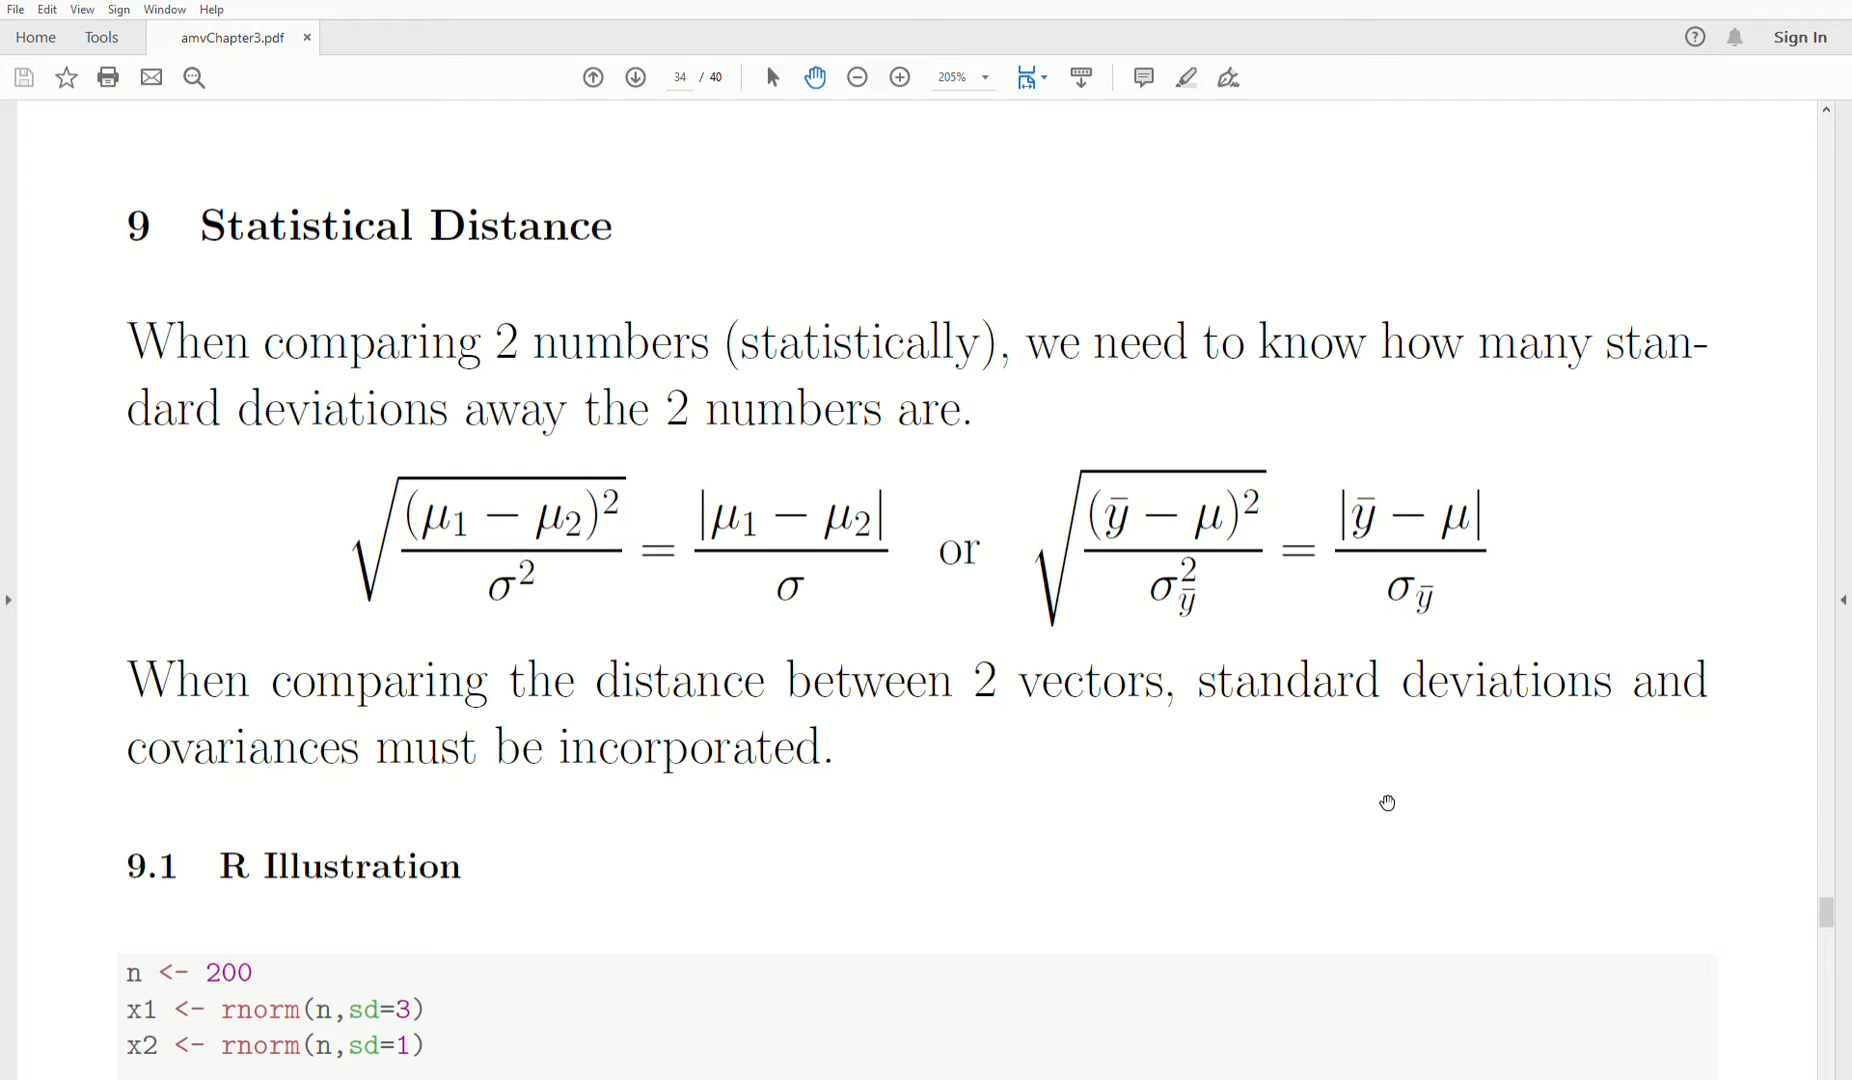 File Edit View Sign Window Help
Home Tools amvChapter3.pdf × Sign In
34 / 40 205%
9 Statistical Distance
When comparing 2 numbers (statistically), we need to know how many stan-
dard deviations away the 2 numbers are.
√((μ₁ − μ₂)²/σ²) = |μ₁ − μ₂|/σ or √((ȳ − μ)²/σ²_ȳ) = |ȳ − μ|/σ_ȳ
When comparing the distance between 2 vectors, standard deviations and
covariances must be incorporated.
9.1 R Illustration
n <- 200
x1 <- rnorm(n,sd=3)
x2 <- rnorm(n,sd=1)